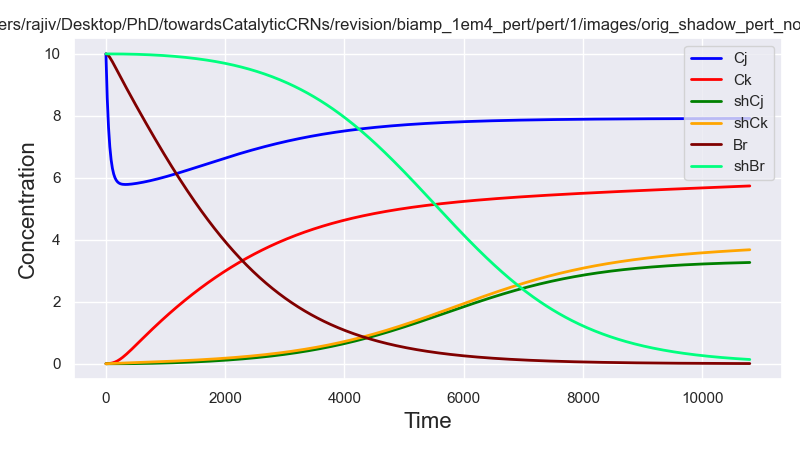 ers/rajiv/Desktop/PhD/towardsCatalyticCRNs/revision/biamp_1em4_pert/pert/1/images/orig_shadow_pert_no
Concentration
10
8
6
4
2
0
Cj
Ck
shCj
shCk
Br
shBr
0 2000 4000 6000 8000 10000
Time